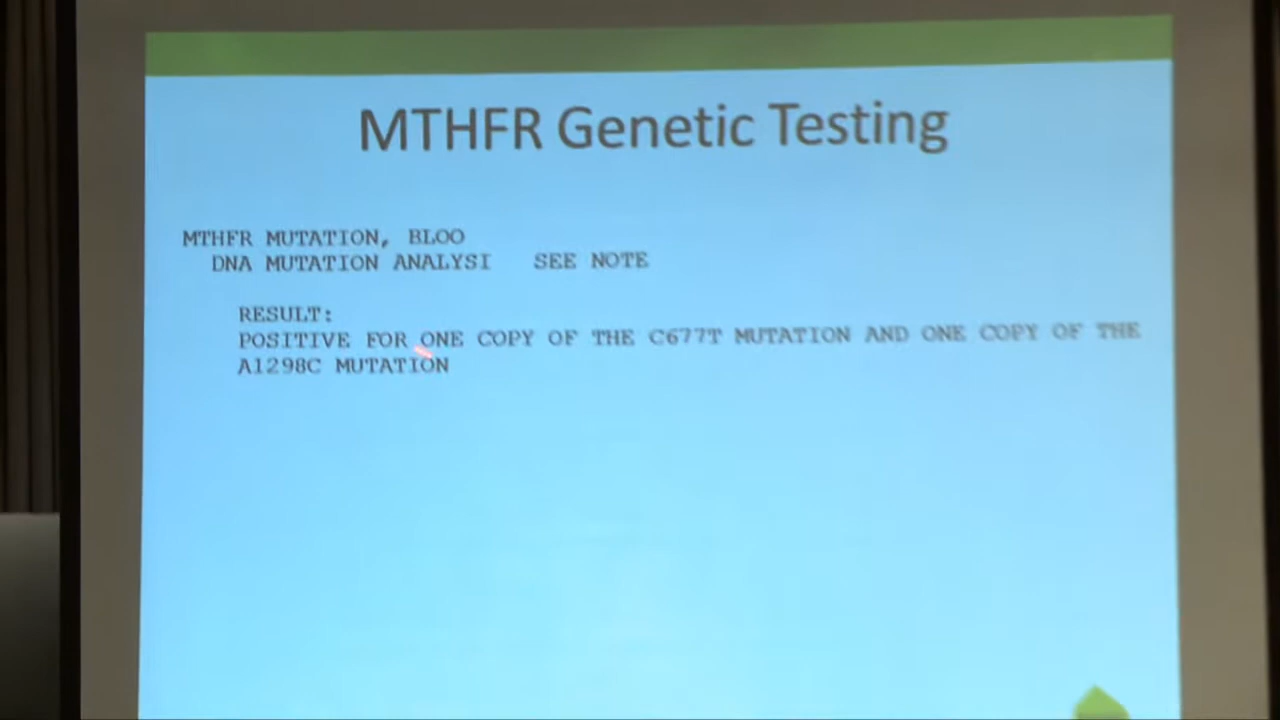 MTHFR Genetic Testing
MTHFR MUTATION, BLOO
DNA MUTATION ANALYSI SEE NOTE
RESULT:
POSITIVE FOR ONE COPY OF THE C677T MUTATION AND ONE COPY OF THE
A1298C MUTATION